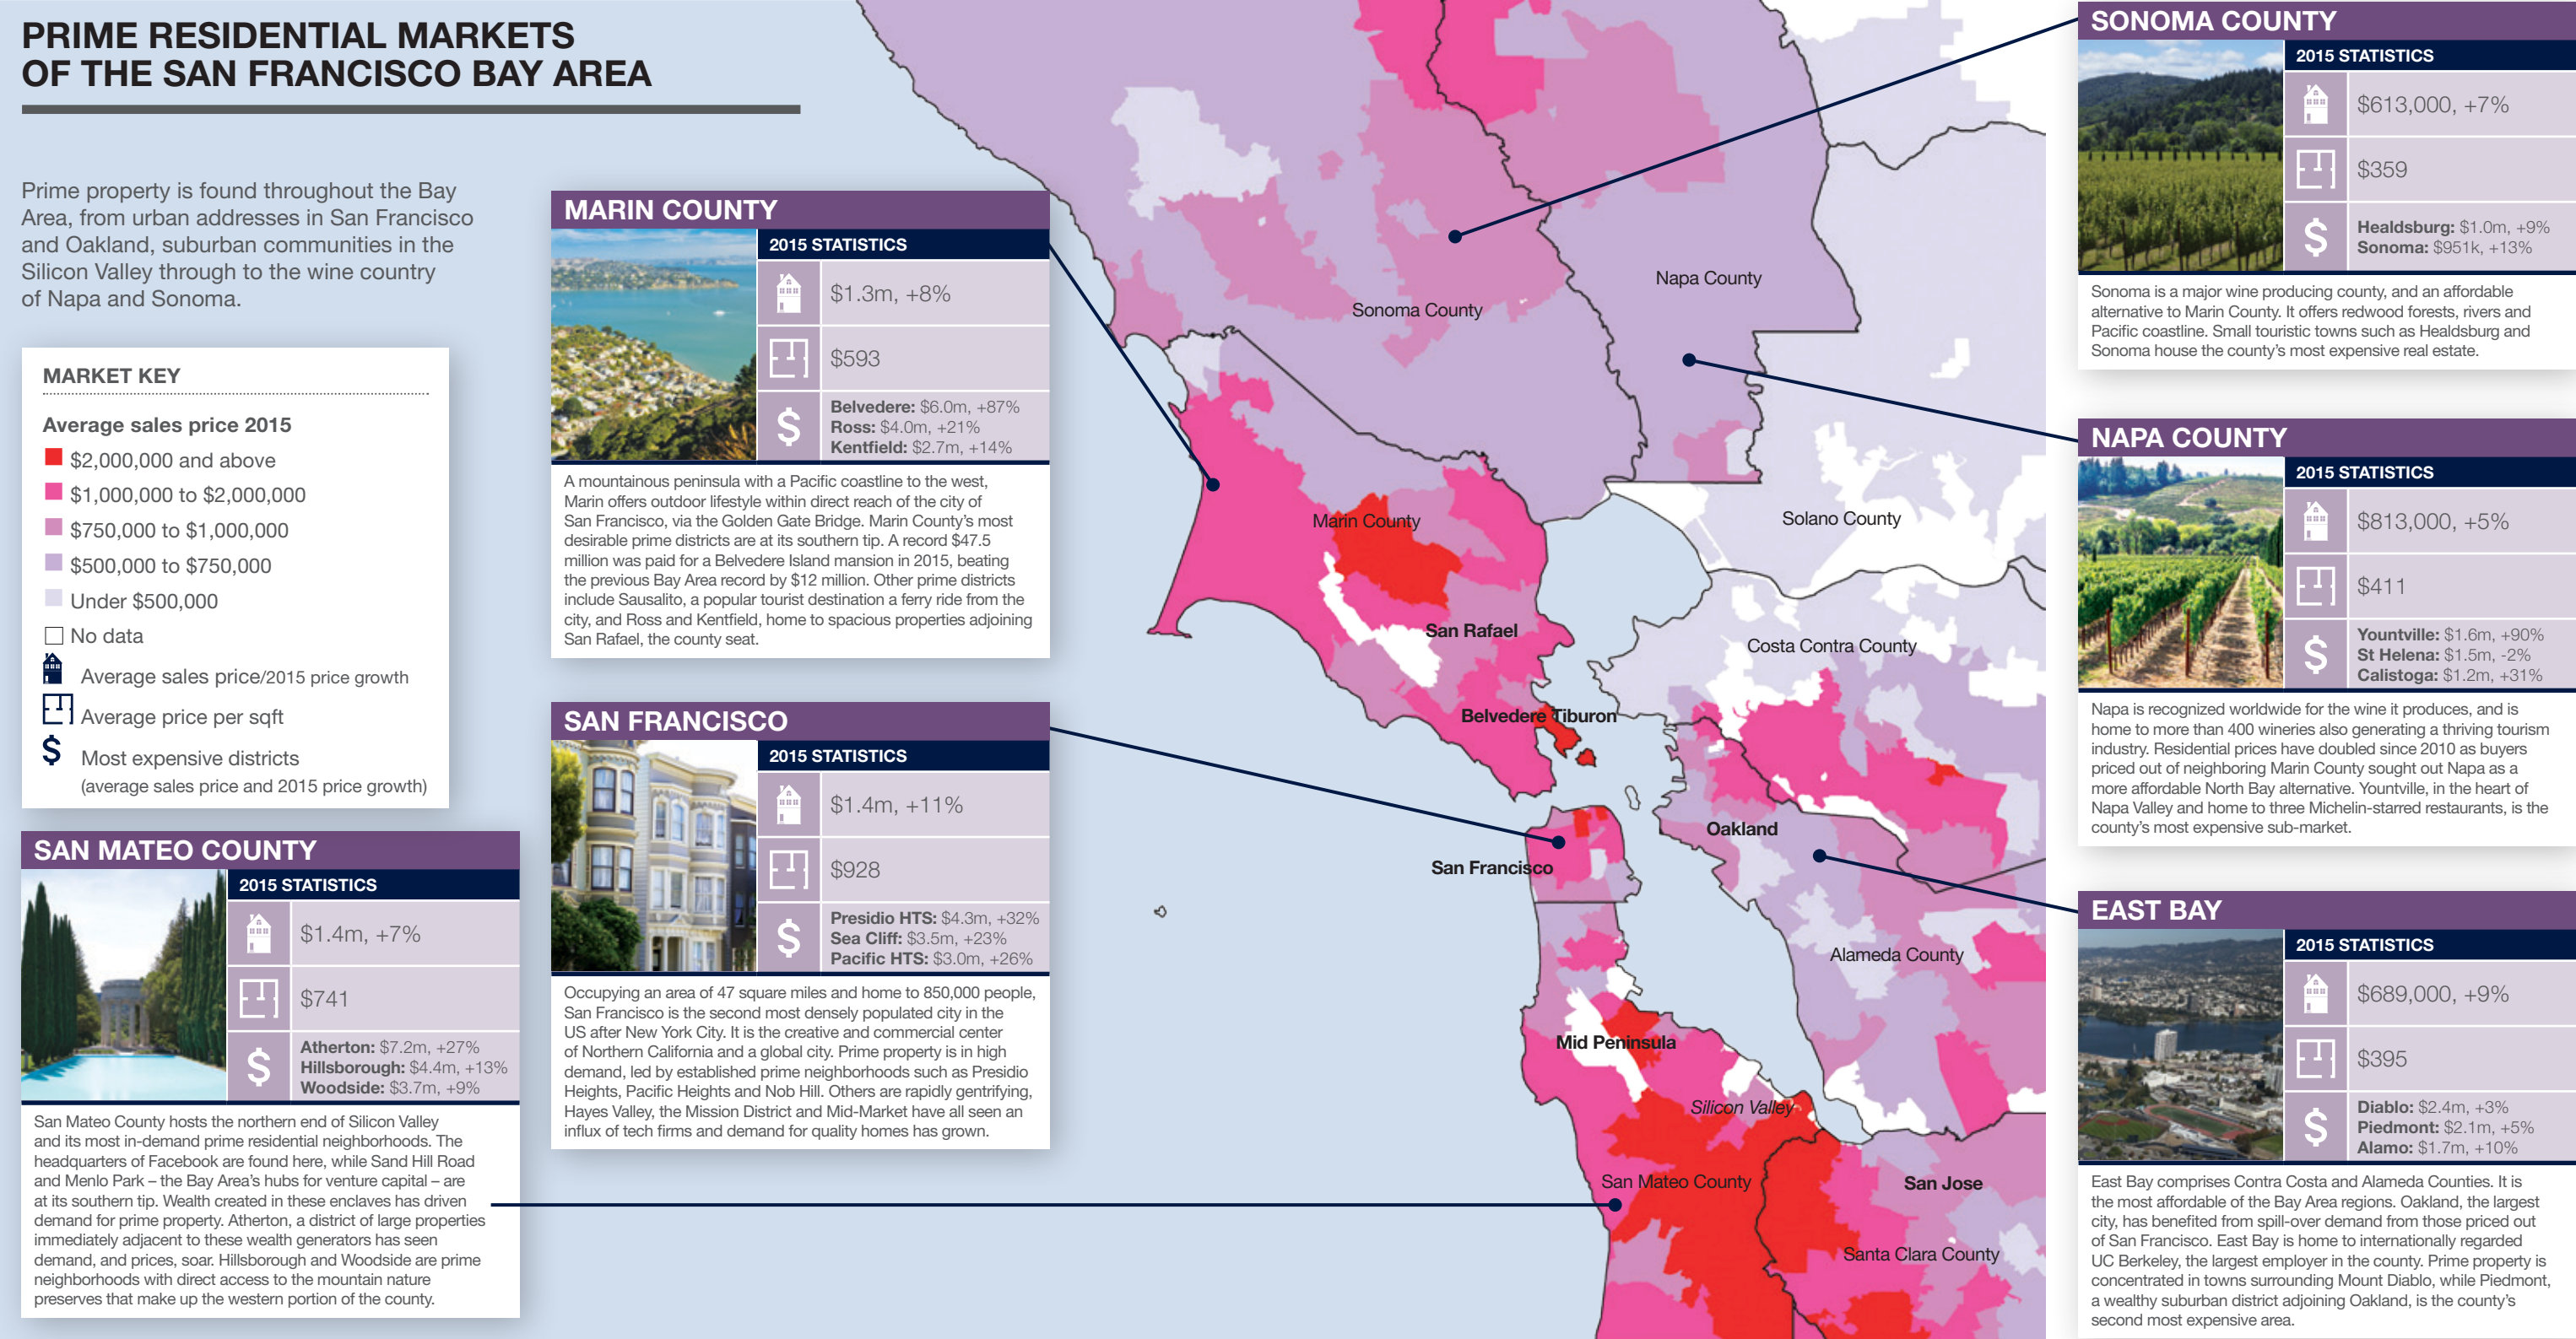 PRIME RESIDENTIAL MARKETS
OF THE SAN FRANCISCO BAY AREA
Prime property is found throughout the Bay
Area, from urban addresses in San Francisco
and Oakland, suburban communities in the
Silicon Valley through to the wine country
of Napa and Sonoma.
MARKET KEY
Average sales price 2015
$2,000,000 and above
$1,000,000 to $2,000,000
$750,000 to $1,000,000
$500,000 to $750,000
Under $500,000
No data
Average sales price/2015 price growth
Average price per sqft
$ Most expensive districts
(average sales price and 2015 price growth)
SAN MATEO COUNTY
2015 STATISTICS
$1.4m, +7%
$741
$
Atherton: $7.2m, +27%
Hillsborough: $4.4m, +13%
Woodside: $3.7m, +9%
San Mateo County hosts the northern end of Silicon Valley
and its most in-demand prime residential neighborhoods. The
headquarters of Facebook are found here, while Sand Hill Road
and Menlo Park – the Bay Area's hubs for venture capital – are
at its southern tip. Wealth created in these enclaves has driven
demand for prime property. Atherton, a district of large properties
immediately adjacent to these wealth generators has seen
demand, and prices, soar. Hillsborough and Woodside are prime
neighborhoods with direct access to the mountain nature
preserves that make up the western portion of the county.
MARIN COUNTY
2015 STATISTICS
$1.3m, +8%
$593
$
Belvedere: $6.0m, +87%
Ross: $4.0m, +21%
Kentfield: $2.7m, +14%
A mountainous peninsula with a Pacific coastline to the west,
Marin offers outdoor lifestyle within direct reach of the city of
San Francisco, via the Golden Gate Bridge. Marin County's most
desirable prime districts are at its southern tip. A record $47.5
million was paid for a Belvedere Island mansion in 2015, beating
the previous Bay Area record by $12 million. Other prime districts
include Sausalito, a popular tourist destination a ferry ride from the
city, and Ross and Kentfield, home to spacious properties adjoining
San Rafael, the county seat.
SAN FRANCISCO
2015 STATISTICS
$1.4m, +11%
$928
$
Presidio HTS: $4.3m, +32%
Sea Cliff: $3.5m, +23%
Pacific HTS: $3.0m, +26%
Occupying an area of 47 square miles and home to 850,000 people,
San Francisco is the second most densely populated city in the
US after New York City. It is the creative and commercial center
of Northern California and a global city. Prime property is in high
demand, led by established prime neighborhoods such as Presidio
Heights, Pacific Heights and Nob Hill. Others are rapidly gentrifying,
Hayes Valley, the Mission District and Mid-Market have all seen an
influx of tech firms and demand for quality homes has grown.
Napa County
Sonoma County
Marin County
Solano County
San Rafael
Costa Contra County
Belvedere Tiburon
Oakland
San Francisco
Alameda County
Mid Peninsula
Silicon Valley
San Mateo County
San Jose
Santa Clara County
SONOMA COUNTY
2015 STATISTICS
$613,000, +7%
$359
$
Healdsburg: $1.0m, +9%
Sonoma: $951k, +13%
Sonoma is a major wine producing county, and an affordable
alternative to Marin County. It offers redwood forests, rivers and
Pacific coastline. Small touristic towns such as Healdsburg and
Sonoma house the county's most expensive real estate.
NAPA COUNTY
2015 STATISTICS
$813,000, +5%
$411
$
Yountville: $1.6m, +90%
St Helena: $1.5m, -2%
Calistoga: $1.2m, +31%
Napa is recognized worldwide for the wine it produces, and is
home to more than 400 wineries also generating a thriving tourism
industry. Residential prices have doubled since 2010 as buyers
priced out of neighboring Marin County sought out Napa as a
more affordable North Bay alternative. Yountville, in the heart of
Napa Valley and home to three Michelin-starred restaurants, is the
county's most expensive sub-market.
EAST BAY
2015 STATISTICS
$689,000, +9%
$395
$
Diablo: $2.4m, +3%
Piedmont: $2.1m, +5%
Alamo: $1.7m, +10%
East Bay comprises Contra Costa and Alameda Counties. It is
the most affordable of the Bay Area regions. Oakland, the largest
city, has benefited from spill-over demand from those priced out
of San Francisco. East Bay is home to internationally regarded
UC Berkeley, the largest employer in the county. Prime property is
concentrated in towns surrounding Mount Diablo, while Piedmont,
a wealthy suburban district adjoining Oakland, is the county's
second most expensive area.